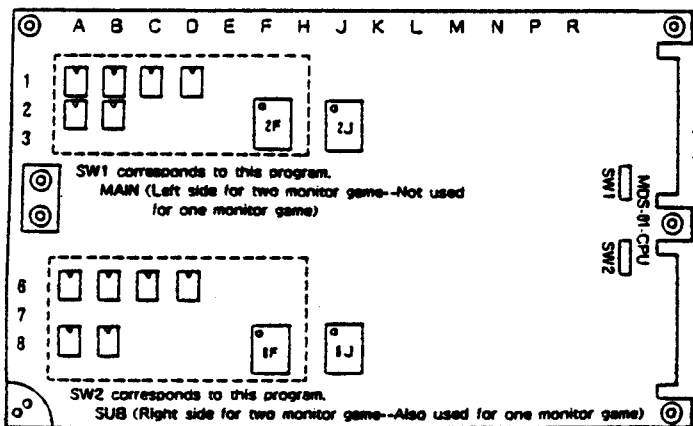 A B C D E F H J K L M N P R
1
2
3
2F 2J
SW1 corresponds to this program.
MAIN (Left side for two monitor game--Not used
for one monitor game)
SW1
MDS-01-CPU
SW2
6
7
8
8F
SW2 corresponds to this program.
SUB (Right side for two monitor game--Also used for one monitor game)